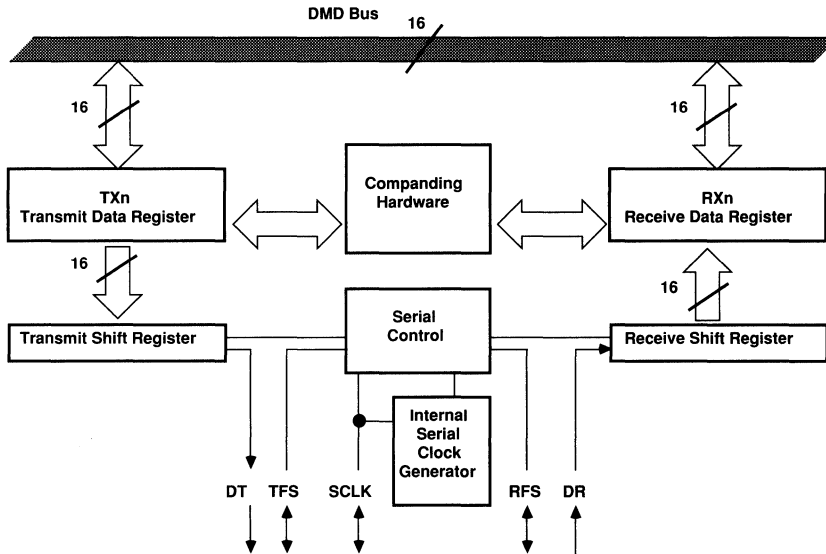 DMD Bus
16
16
16
TXn
Transmit Data Register
Companding
Hardware
RXn
Receive Data Register
16
16
Transmit Shift Register
Serial
Control
Receive Shift Register
Internal
Serial
Clock
Generator
DT
TFS
SCLK
RFS
DR